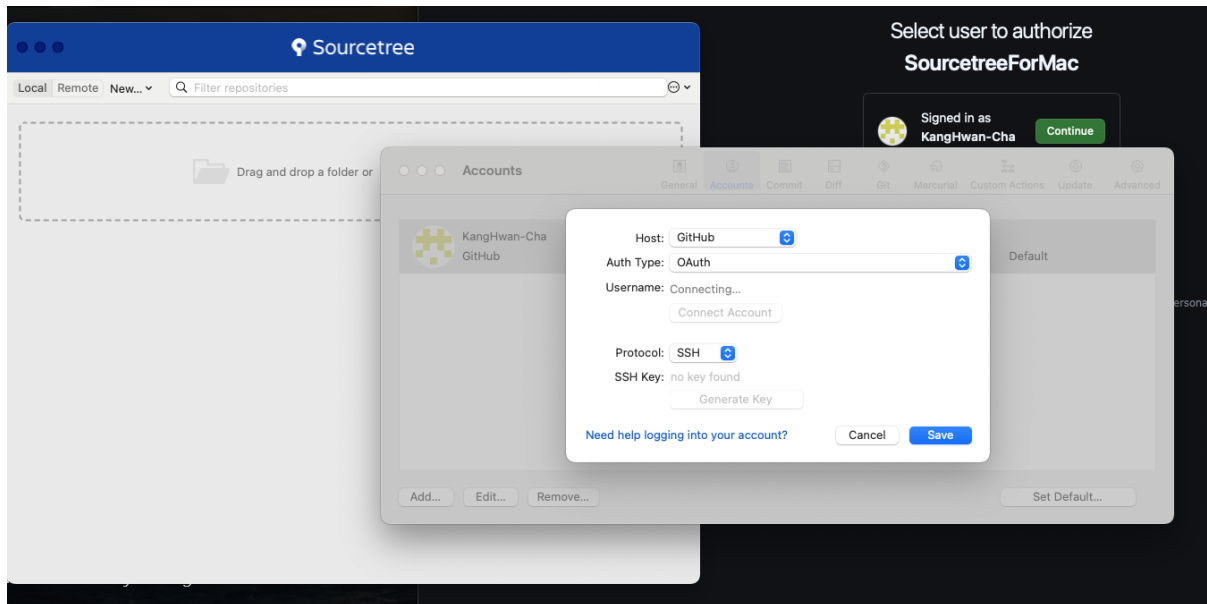 Sourcetree
Local Remote New...
Filter repositories
Drag and drop a folder or
Select user to authorize
SourcetreeForMac
Signed in as
KangHwan-Cha
Continue
Accounts
General Accounts Commit Diff Git Mercurial Custom Actions Update Advanced
KangHwan-Cha
GitHub
Default
Host: GitHub
Auth Type: OAuth
Username: Connecting...
Connect Account
Protocol: SSH
SSH Key: no key found
Generate Key
Need help logging into your account? Cancel Save
Add... Edit... Remove... Set Default...